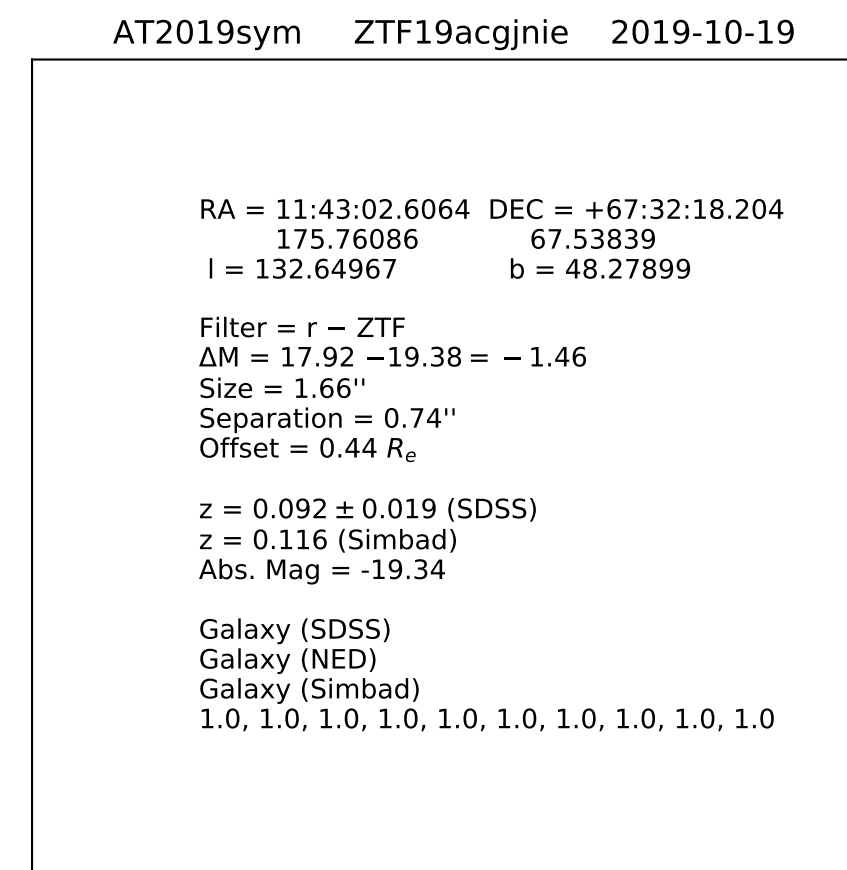 AT2019sym ZTF19acgjnie 2019-10-19
RA = 11:43:02.6064 DEC = +67:32:18.204
175.76086 67.53839
l = 132.64967 b = 48.27899
Filter = r − ZTF
ΔM = 17.92 −19.38 = − 1.46
Size = 1.66''
Separation = 0.74''
Offset = 0.44 Re
z = 0.092 ± 0.019 (SDSS)
z = 0.116 (Simbad)
Abs. Mag = -19.34
Galaxy (SDSS)
Galaxy (NED)
Galaxy (Simbad)
1.0, 1.0, 1.0, 1.0, 1.0, 1.0, 1.0, 1.0, 1.0, 1.0